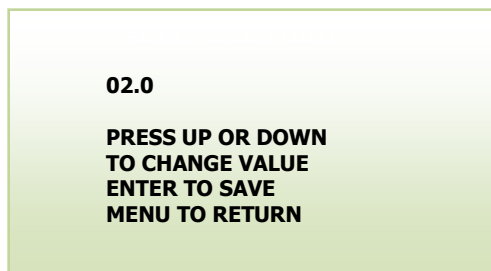 02.0
PRESS UP OR DOWN
TO CHANGE VALUE
ENTER TO SAVE
MENU TO RETURN